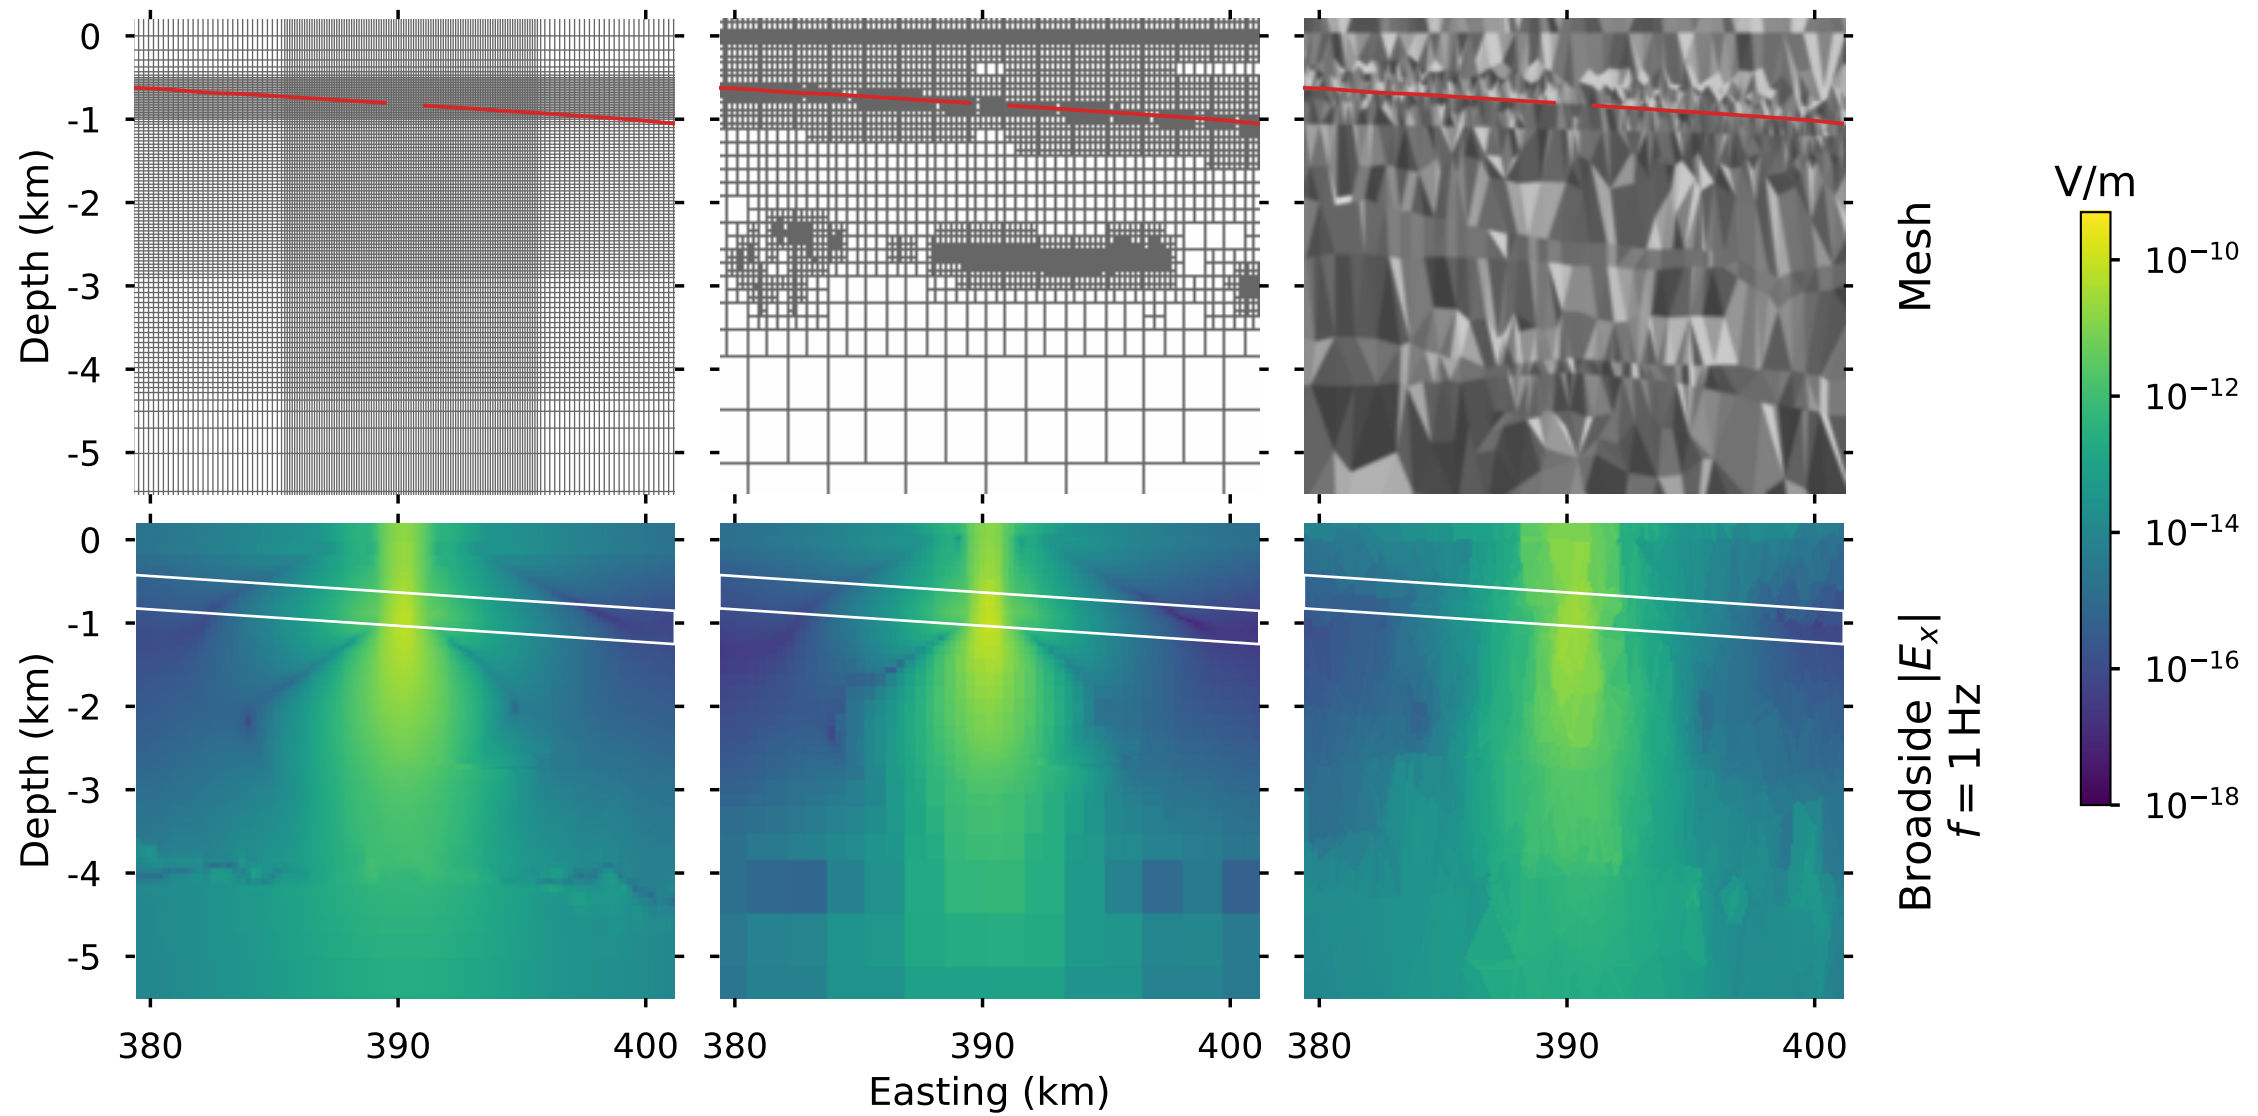 0
-1
-2
-3
-4
-5
Depth (km)
Mesh
V/m
10⁻¹⁰
10⁻¹²
10⁻¹⁴
10⁻¹⁶
10⁻¹⁸
0
-1
-2
-3
-4
-5
Depth (km)
Broadside |Eₓ|
f = 1 Hz
380 390 400 380 390 400 380 390 400
Easting (km)